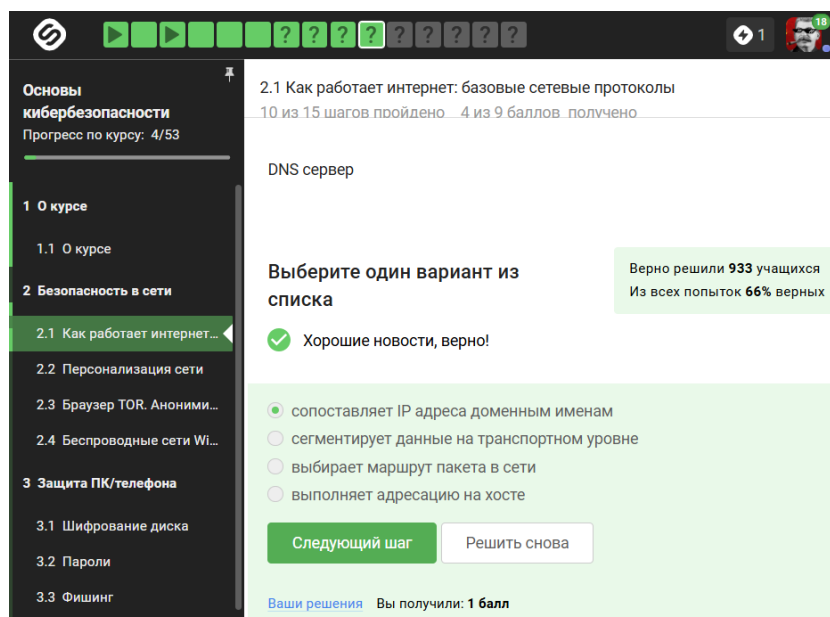 ? ? ? ? ? ? ? ? ?
1
18
Основы
кибербезопасности
Прогресс по курсу: 4/53
1 О курсе
1.1 О курсе
2 Безопасность в сети
2.1 Как работает интернет…
2.2 Персонализация сети
2.3 Браузер TOR. Аноними…
2.4 Беспроводные сети Wi…
3 Защита ПК/телефона
3.1 Шифрование диска
3.2 Пароли
3.3 Фишинг
2.1 Как работает интернет: базовые сетевые протоколы
10 из 15 шагов пройдено 4 из 9 баллов получено
DNS сервер
Выберите один вариант из
списка
Верно решили 933 учащихся
Из всех попыток 66% верных
Хорошие новости, верно!
сопоставляет IP адреса доменным именам
сегментирует данные на транспортном уровне
выбирает маршрут пакета в сети
выполняет адресацию на хосте
Следующий шаг
Решить снова
Ваши решения Вы получили: 1 балл